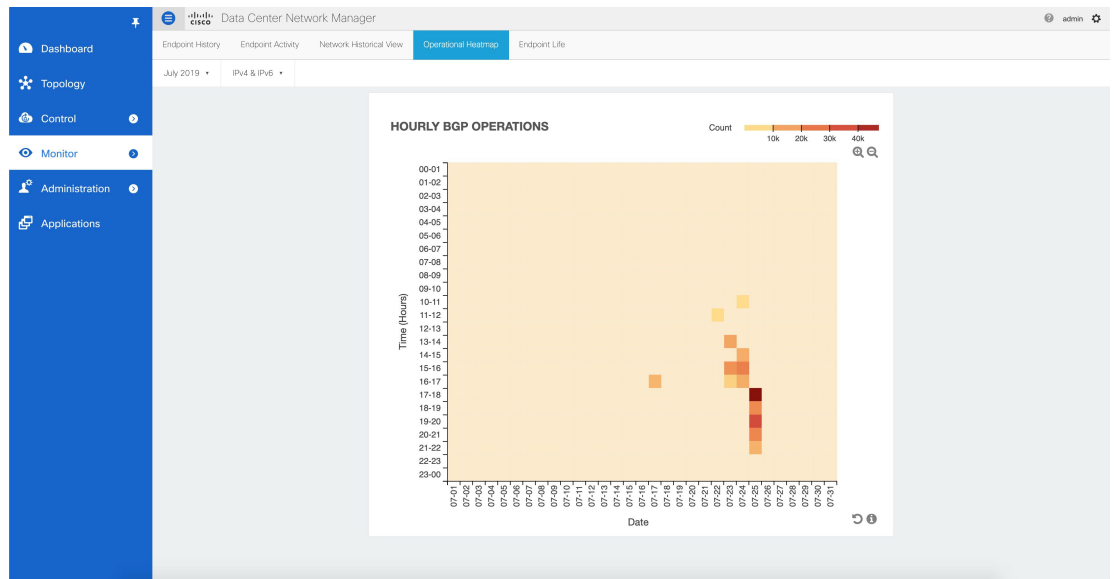 cisco Data Center Network Manager
admin
Dashboard
Topology
Control
Monitor
Administration
Applications
Endpoint History Endpoint Activity Network Historical View Operational Heatmap Endpoint Life
July 2019 IPv4 & IPv6
HOURLY BGP OPERATIONS
Count
10k 20k 30k 40k
Time (Hours)
00-01
01-02
02-03
03-04
04-05
05-06
06-07
07-08
08-09
09-10
10-11
11-12
12-13
13-14
14-15
15-16
16-17
17-18
18-19
19-20
20-21
21-22
22-23
23-00
07-01 07-02 07-03 07-04 07-05 07-06 07-07 07-08 07-09 07-10 07-11 07-12 07-13 07-14 07-15 07-16 07-17 07-18 07-19 07-20 07-21 07-22 07-23 07-24 07-25 07-26 07-27 07-28 07-29 07-30 07-31
Date